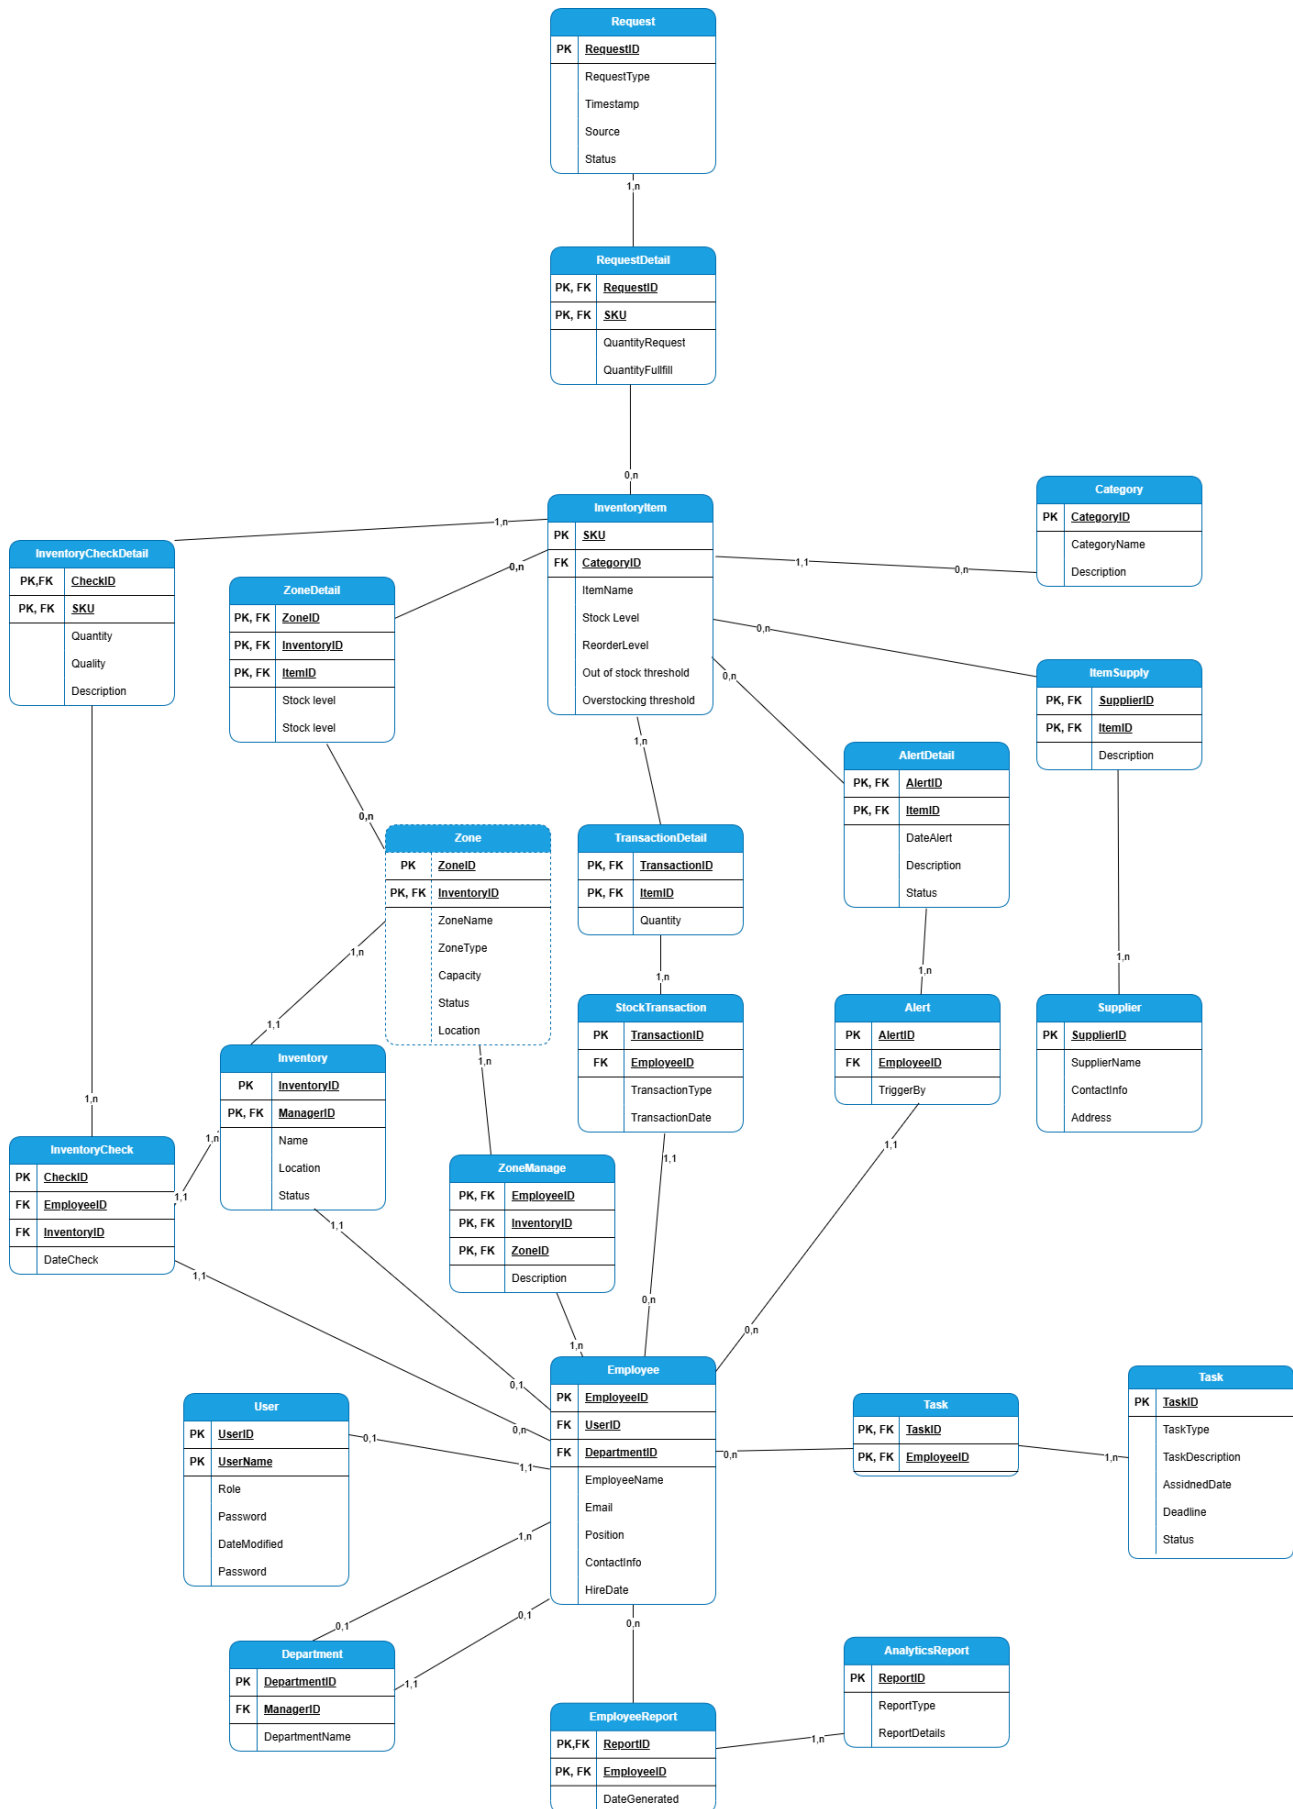 Request
PK RequestID
RequestType
Timestamp
Source
Status
1,n
RequestDetail
PK, FK RequestID
PK, FK SKU
QuantityRequest
QuantityFullfill
0,n
InventoryItem
PK SKU
FK CategoryID
ItemName
Stock Level
ReorderLevel
Out of stock threshold
Overstocking threshold
1,1
0,n
Category
PK CategoryID
CategoryName
Description
1,n
InventoryCheckDetail
PK,FK CheckID
PK, FK SKU
Quantity
Quality
Description
0,n
ZoneDetail
PK, FK ZoneID
PK, FK InventoryID
PK, FK ItemID
Stock level
Stock level
0,n
0,n
ItemSupply
PK, FK SupplierID
PK, FK ItemID
Description
0,n
AlertDetail
PK, FK AlertID
PK, FK ItemID
DateAlert
Description
Status
1,n
TransactionDetail
PK, FK TransactionID
PK, FK ItemID
Quantity
Zone
PK ZoneID
PK, FK InventoryID
ZoneName
ZoneType
Capacity
Status
Location
1,n
1,1
1,n
1,n
1,n
StockTransaction
PK TransactionID
FK EmployeeID
TransactionType
TransactionDate
Alert
PK AlertID
FK EmployeeID
TriggerBy
Supplier
PK SupplierID
SupplierName
ContactInfo
Address
Inventory
PK InventoryID
PK, FK ManagerID
Name
Location
Status
1,n
1,n
InventoryCheck
PK CheckID
FK EmployeeID
FK InventoryID
DateCheck
1,n
1,1
1,1
1,1
1,1
1,1
ZoneManage
PK, FK EmployeeID
PK, FK InventoryID
PK, FK ZoneID
Description
0,n
0,n
1,n
0,1
0,n
Employee
PK EmployeeID
FK UserID
FK DepartmentID
EmployeeName
Email
Position
ContactInfo
HireDate
User
PK UserID
PK UserName
Role
Password
DateModified
Password
0,1
1,1
0,n
Task
PK, FK TaskID
PK, FK EmployeeID
1,n
Task
PK TaskID
TaskType
TaskDescription
AssidnedDate
Deadline
Status
1,n
0,1
0,1
1,1
0,n
Department
PK DepartmentID
FK ManagerID
DepartmentName
AnalyticsReport
PK ReportID
ReportType
ReportDetails
1,n
EmployeeReport
PK,FK ReportID
PK, FK EmployeeID
DateGenerated